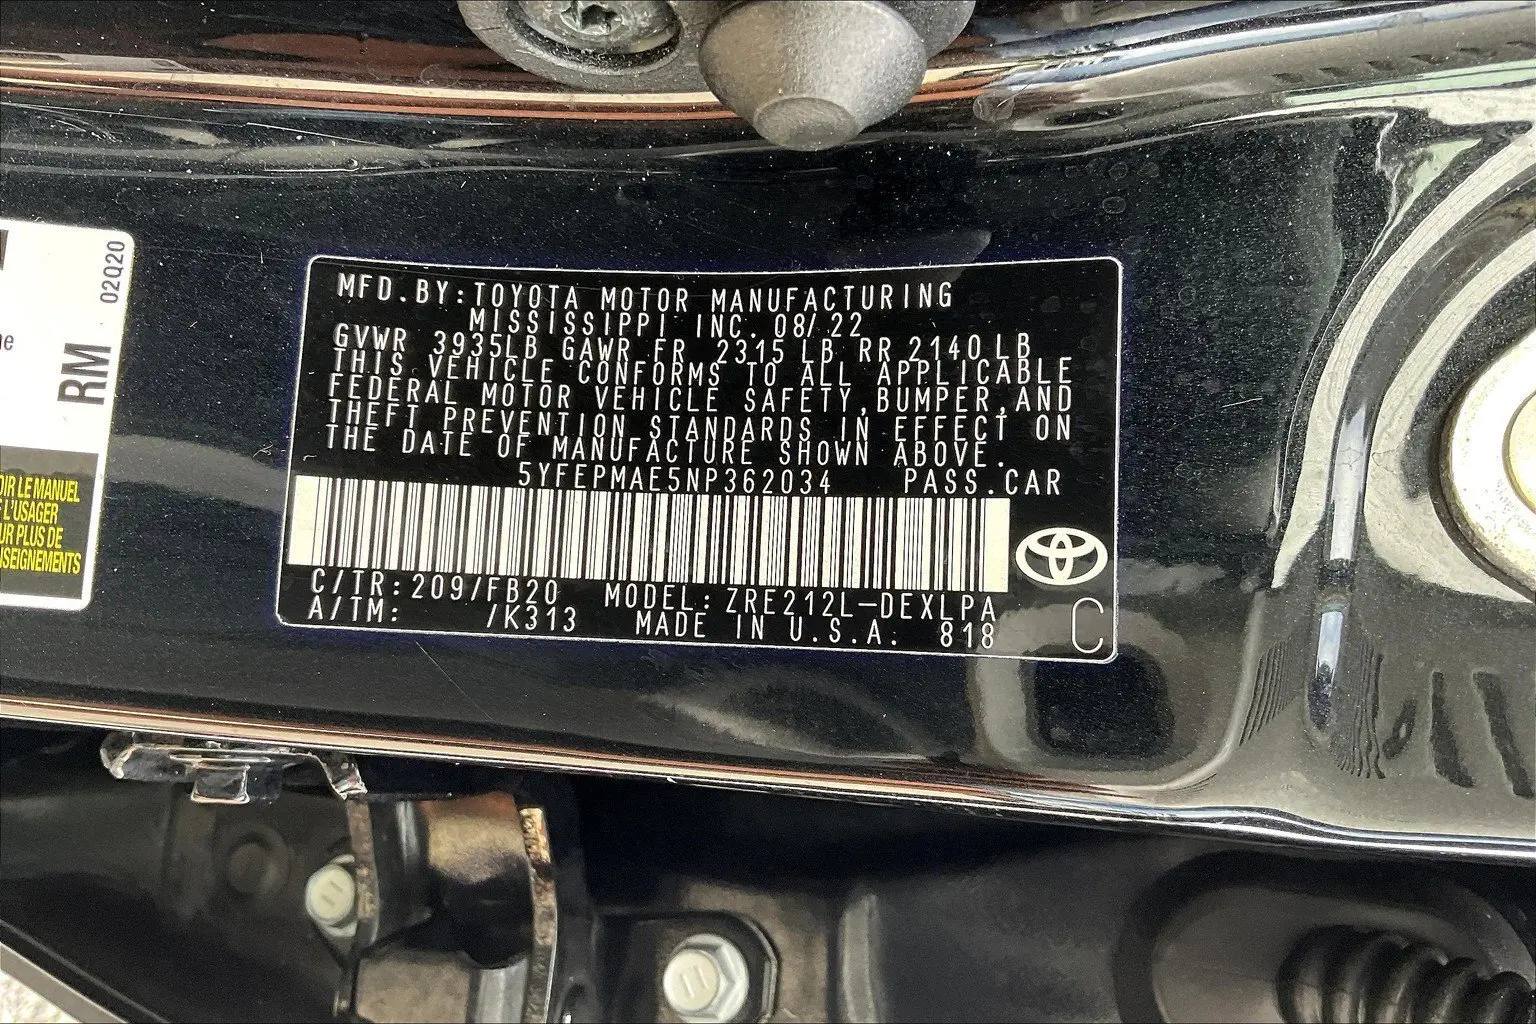 02Q20
RM
OIR LE MANUEL
L'USAGER
UR PLUS DE
NSEIGNEMENTS
MFD.BY:TOYOTA MOTOR MANUFACTURING
MISSISSIPPI INC. 08/22
GVWR 3935LB GAWR FR 2315 LB RR 2140 LB
THIS VEHICLE CONFORMS TO ALL APPLICABLE
FEDERAL MOTOR VEHICLE SAFETY,BUMPER,AND
THEFT PREVENTION STANDARDS IN EFFECT ON
THE DATE OF MANUFACTURE SHOWN ABOVE.
5YFEPMAE5NP362034 PASS.CAR
C/TR:209/FB20 MODEL:ZRE212L-DEXLPA
A/TM: /K313 MADE IN U.S.A. 818
C